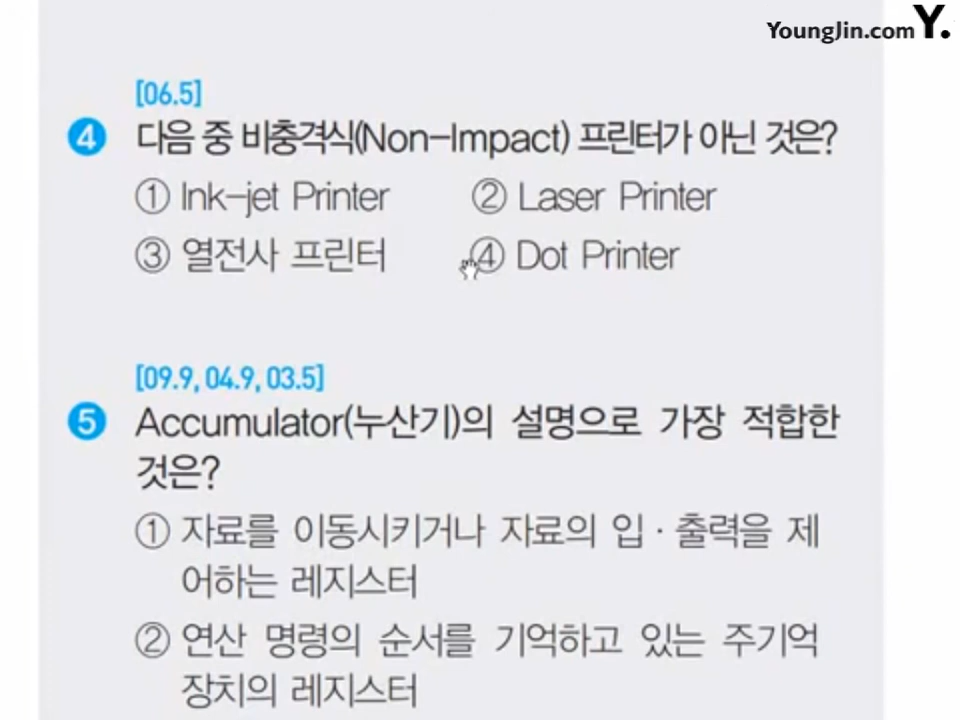 YoungJin.com Y.
[06.5]
4 다음 중 비충격식(Non-Impact) 프린터가 아닌 것은?
① Ink-jet Printer ② Laser Printer
③ 열전사 프린터 ④ Dot Printer
[09.9, 04.9, 03.5]
5 Accumulator(누산기)의 설명으로 가장 적합한
것은?
① 자료를 이동시키거나 자료의 입·출력을 제
어하는 레지스터
② 연산 명령의 순서를 기억하고 있는 주기억
장치의 레지스터